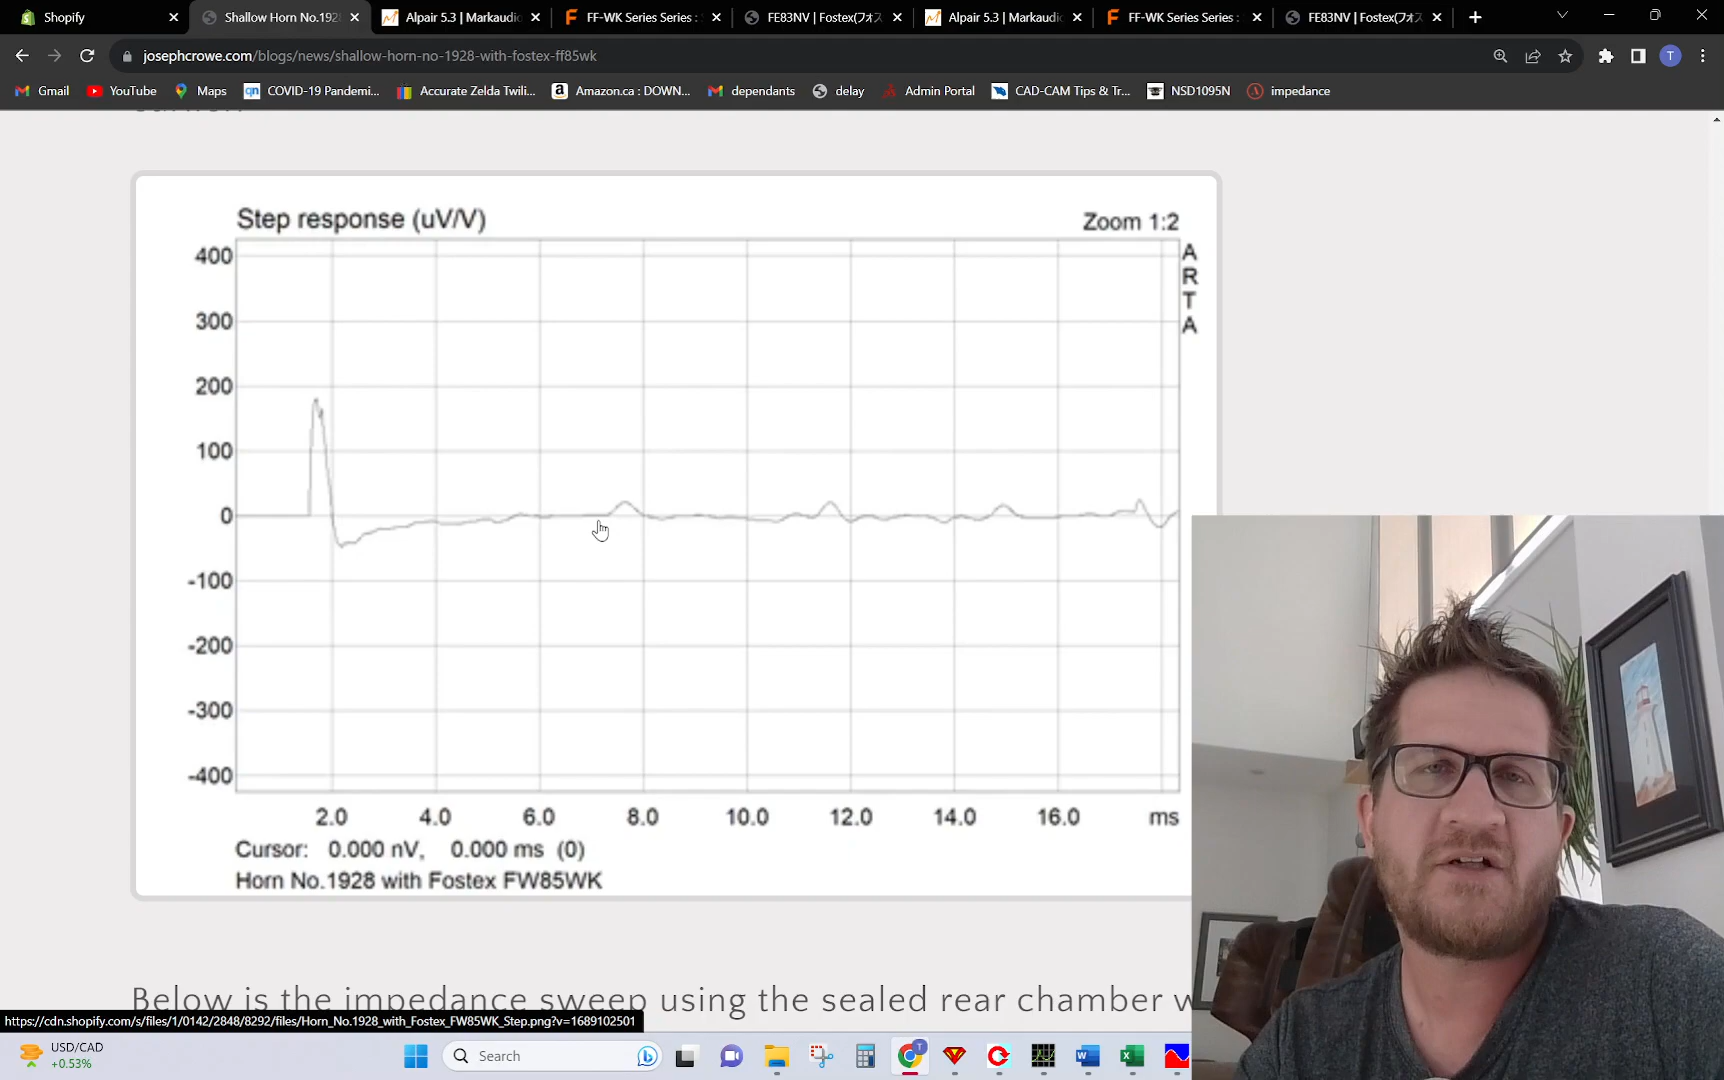 Shopify
Shallow Horn No.192
Alpair 5.3 | Markaudi
FF-WK Series Series :
FE83NV | Fostex(フォス
Alpair 5.3 | Markaudi
FF-WK Series Series :
FE83NV | Fostex(フォス
josephcrowe.com/blogs/news/shallow-horn-no-1928-with-fostex-ff85wk
T
Gmail
YouTube
Maps
COVID-19 Pandemi...
Accurate Zelda Twili...
Amazon.ca : DOWN...
dependants
delay
Admin Portal
CAD-CAM Tips & Tr...
NSD1095N
impedance
Step response (uV/V)
Zoom 1:2
A
R
T
A
400
300
200
100
0
-100
-200
-300
-400
2.0 4.0 6.0 8.0 10.0 12.0 14.0 16.0 ms
Cursor: 0.000 nV, 0.000 ms (0)
Horn No.1928 with Fostex FW85WK
Below is the impedance sweep using the sealed rear chamber w
https://cdn.shopify.com/s/files/1/0142/2848/8292/files/Horn_No.1928_with_Fostex_FW85WK_Step.png?v=1689102501
USD/CAD
+0.53%
Search